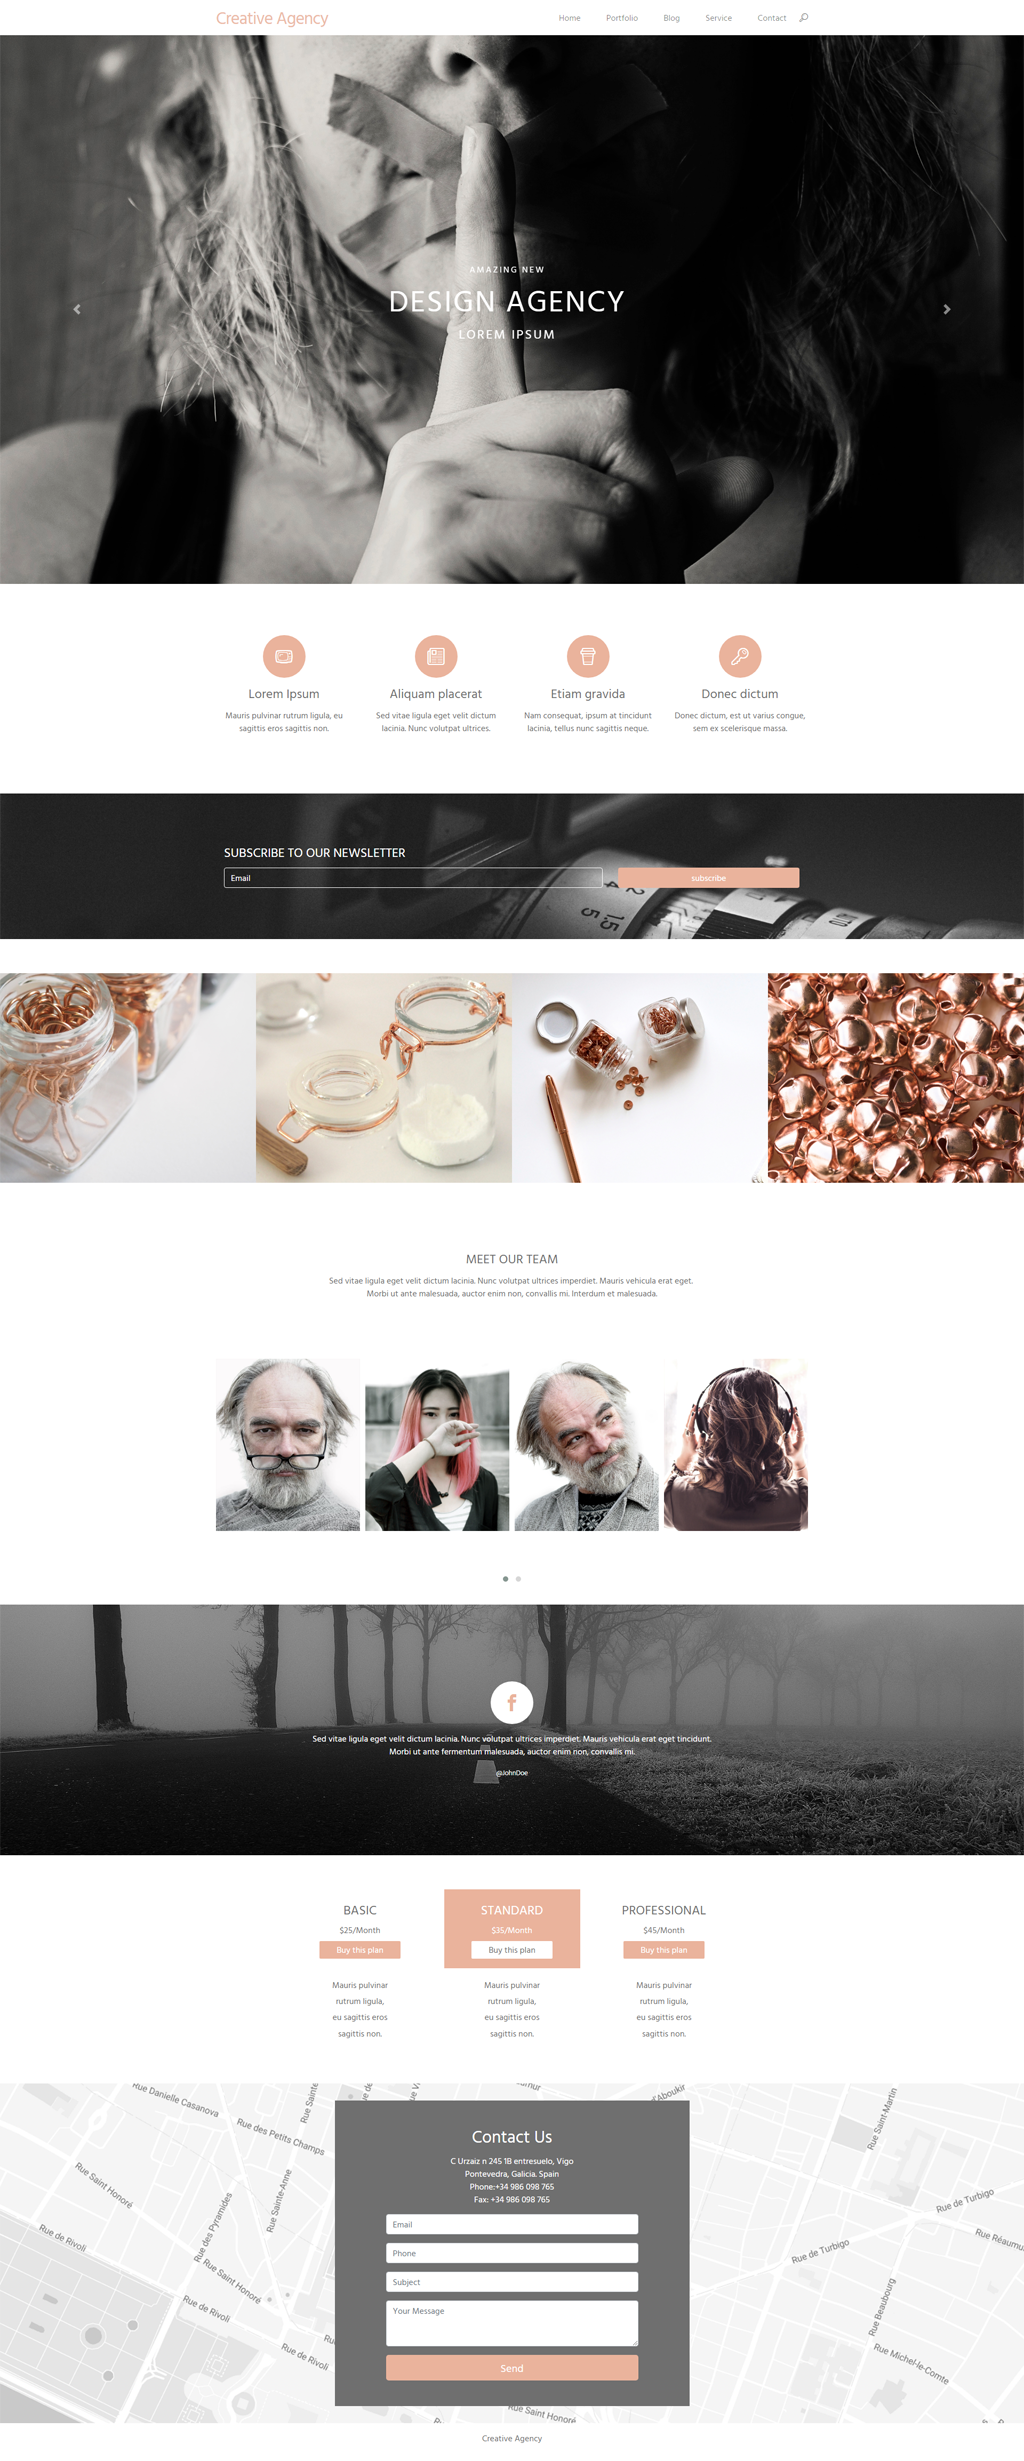 Creative Agency
Home Portfolio Blog Service Contact
AMAZING NEW
DESIGN AGENCY
LOREM IPSUM
Lorem Ipsum
Mauris pulvinar rutrum ligula, eu
sagittis eros sagittis non.
Aliquam placerat
Sed vitae ligula eget velit dictum
lacinia. Nunc volutpat ultrices.
Etiam gravida
Nam consequat, ipsum at tincidunt
lacinia, tellus nunc sagittis neque.
Donec dictum
Donec dictum, est ut varius congue,
sem ex scelerisque massa.
SUBSCRIBE TO OUR NEWSLETTER
Email
subscribe
MEET OUR TEAM
Sed vitae ligula eget velit dictum lacinia. Nunc volutpat ultrices imperdiet. Mauris vehicula erat eget.
Morbi ut ante malesuada, auctor enim non, convallis mi. Interdum et malesuada.
Sed vitae ligula eget velit dictum lacinia. Nunc volutpat ultrices imperdiet. Mauris vehicula erat eget tincidunt.
Morbi ut ante fermentum malesuada, auctor enim non, convallis mi.
@JohnDoe
BASIC
$25/Month
Buy this plan
Mauris pulvinar
rutrum ligula,
eu sagittis eros
sagittis non.
STANDARD
$35/Month
Buy this plan
Mauris pulvinar
rutrum ligula,
eu sagittis eros
sagittis non.
PROFESSIONAL
$45/Month
Buy this plan
Mauris pulvinar
rutrum ligula,
eu sagittis eros
sagittis non.
Rue Danielle Casanova
Rue des Petits Champs
Rue Sainte-Anne
Rue Saint Honoré
Rue des Pyramides
Rue de Rivoli
Rue Saint Honoré
Rue de Rivoli
Rue de Rivoli
Rue Saint Honoré
d'Aboukir
Rue Saint-Martin
Rue de Turbigo
Rue Réaumur
Rue de Turbigo
Rue Beaubourg
Rue Michel-le-Comte
Contact Us
C Urzaiz n 245 1B entresuelo, Vigo
Pontevedra, Galicia. Spain
Phone:+34 986 098 765
Fax: +34 986 098 765
Email
Phone
Subject
Your Message
Send
Creative Agency